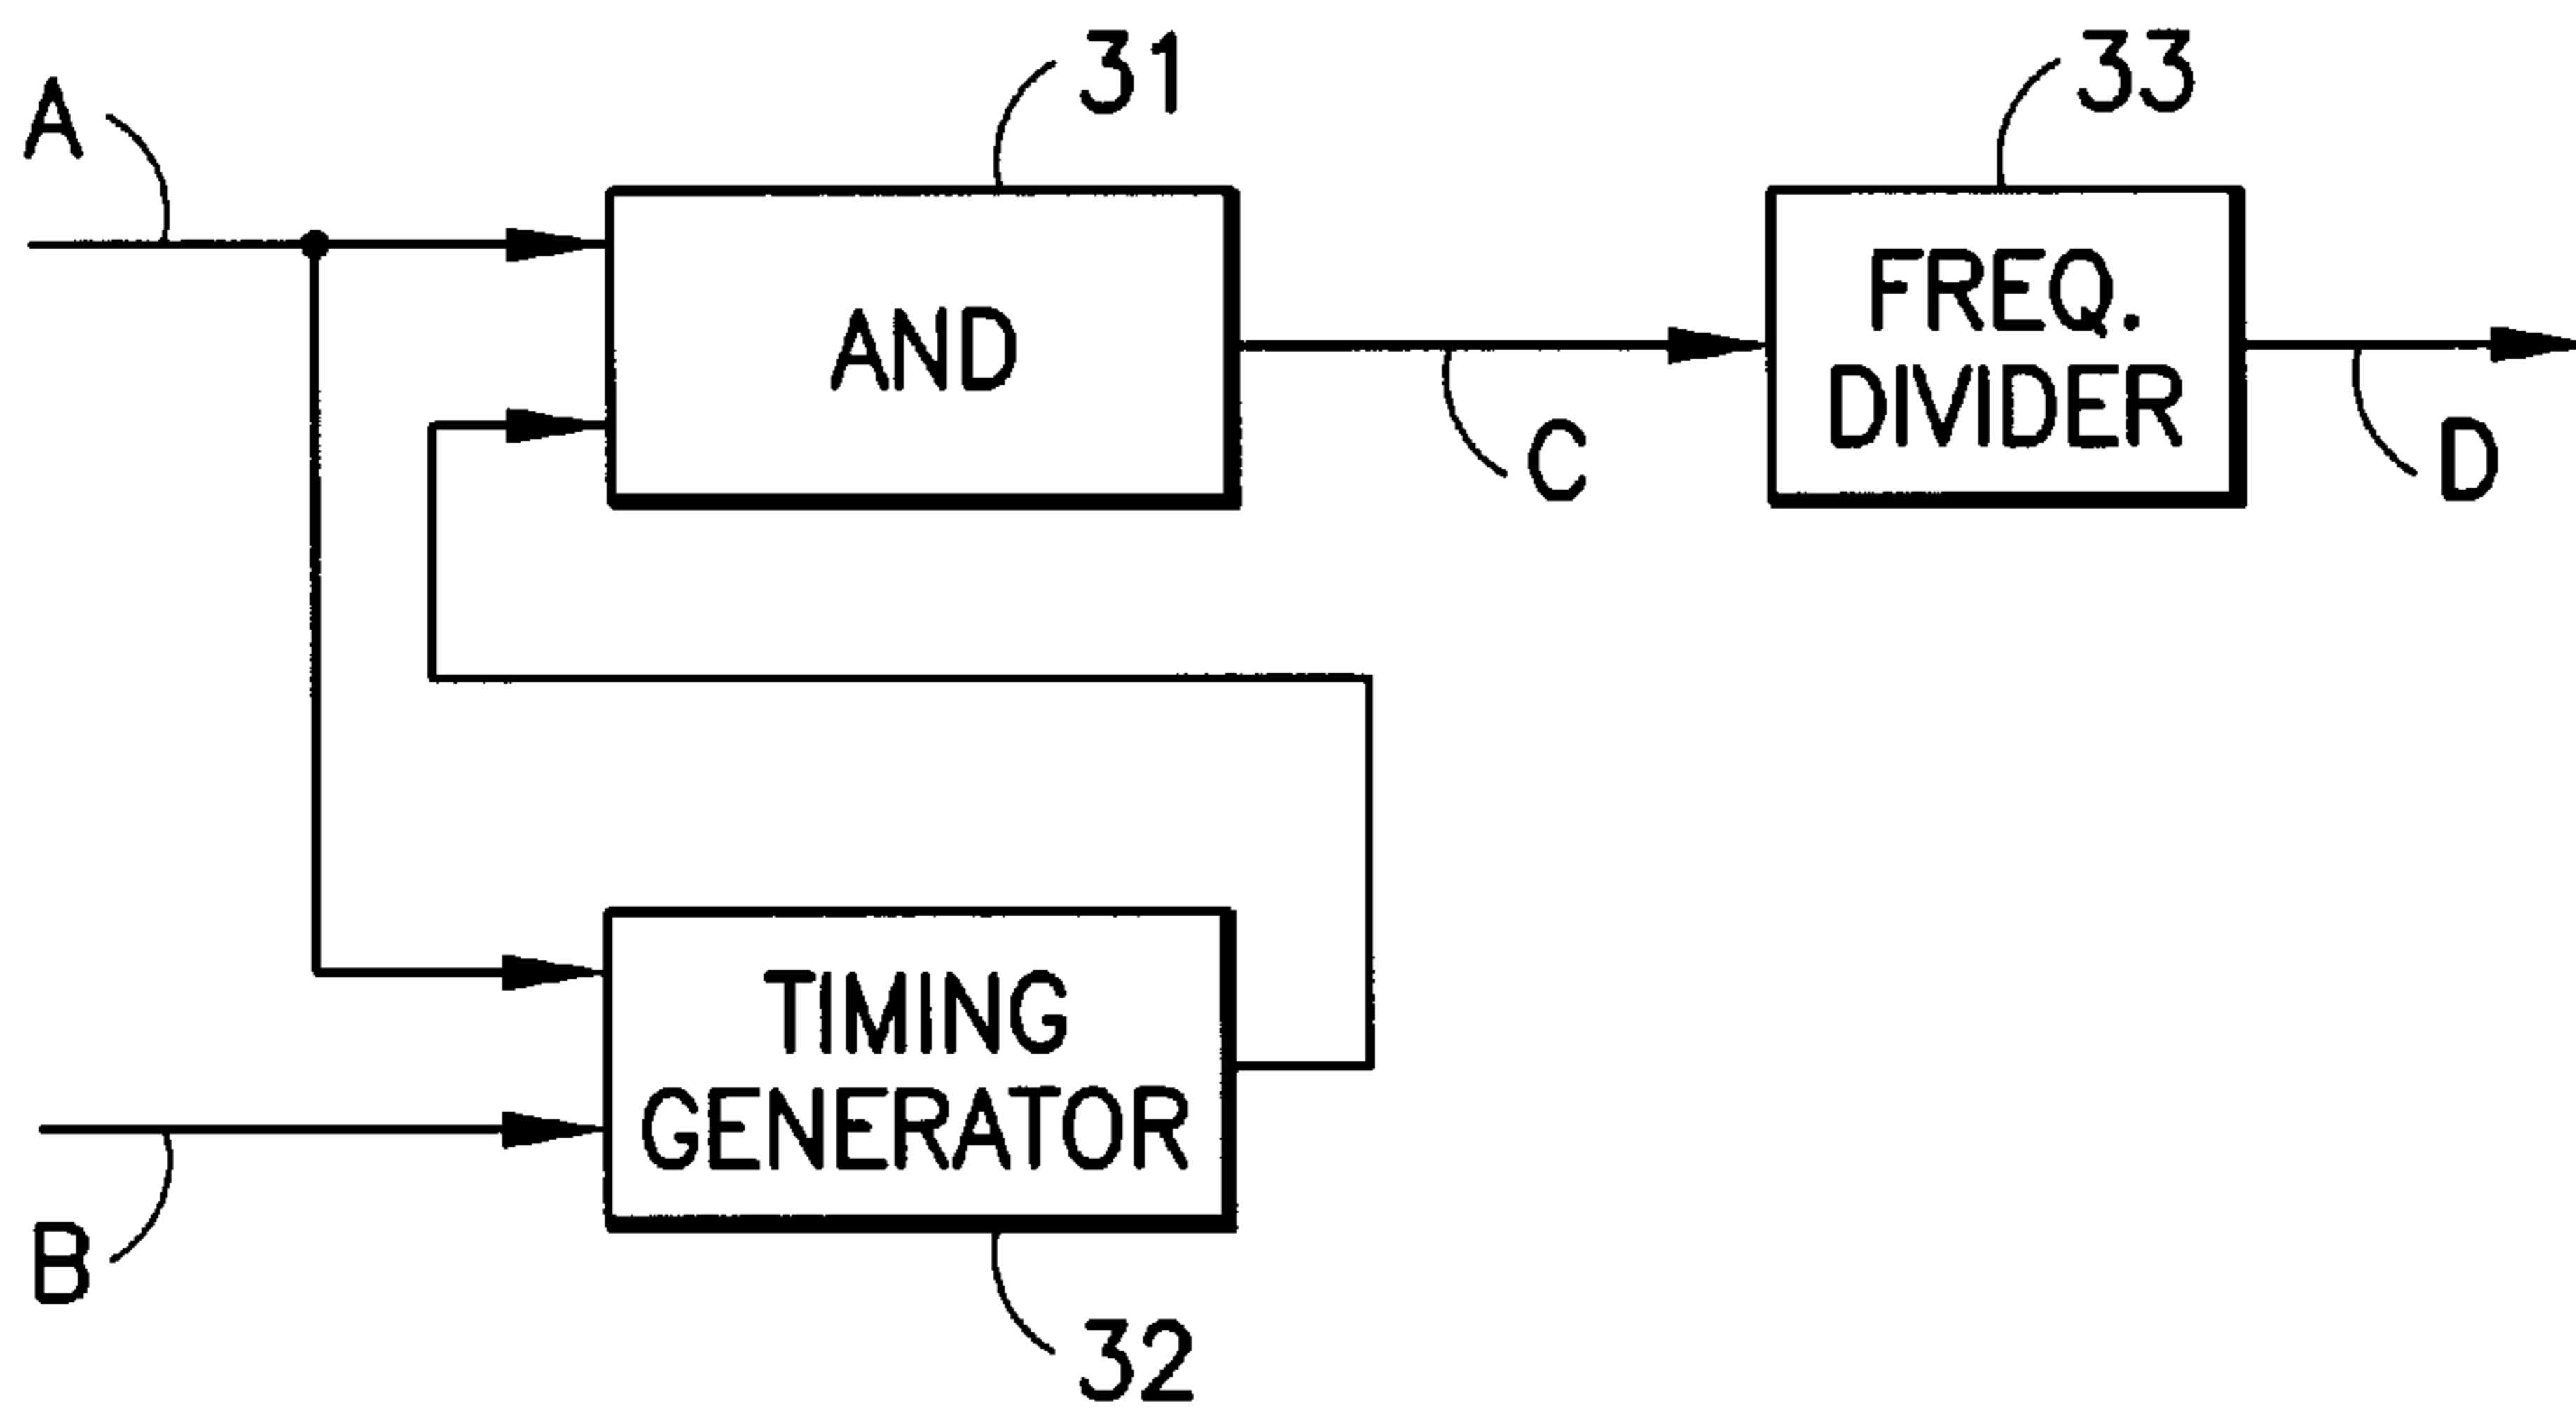 A
31
33
AND
FREQ.
DIVIDER
C
D
TIMING
GENERATOR
B
32